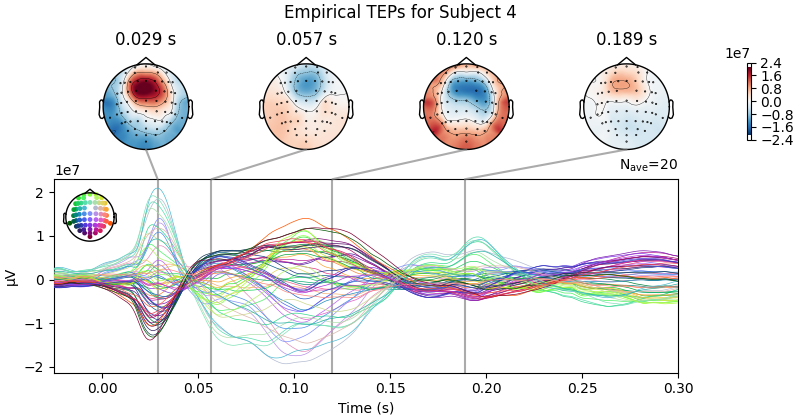 Empirical TEPs for Subject 4
0.029 s 0.057 s 0.120 s 0.189 s
1e7
2.4
1.6
0.8
0.0
−0.8
−1.6
−2.4
Nave=20
1e7
2
1
0
−1
−2
µV
0.00 0.05 0.10 0.15 0.20 0.25 0.30
Time (s)